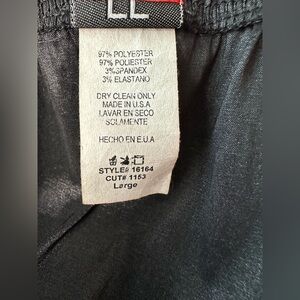 97% POLYESTER
97% POLIESTER
3%SPANDEX
3% ELASTANO
DRY CLEAN ONLY
MADE IN U.S.A
LAVAR EN SECO
SOLAMENTE
HECHO EN E.U.A
STYLE# 16164
CUT# 1153
Large